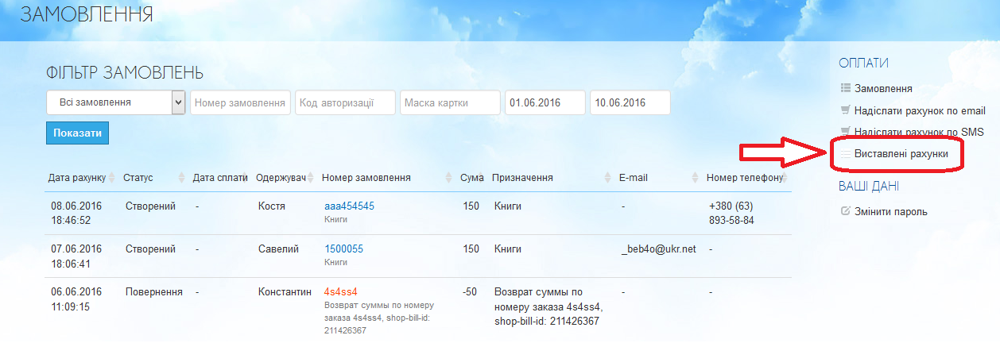 ЗАМОВЛЕННЯ
ФІЛЬТР ЗАМОВЛЕНЬ
Всі замовлення Номер замовлення Код авторизації Маска картки 01.06.2016 10.06.2016
Показати
Дата рахунку Статус Дата сплати Одержувач Номер замовлення Сума Призначення E-mail Номер телефону
08.06.2016 Створений - Костя aaa454545 150 Книги - +380 (63)
18:46:52 Книги 893-58-84
07.06.2016 Створений - Савелий 1500055 150 Книги _beb4o@ukr.net -
18:06:41 Книги
06.06.2016 Повернення - Константин 4s4ss4 -50 Возврат суммы по - -
11:09:15 Возврат суммы по номеру номеру заказа 4s4ss4,
заказа 4s4ss4, shop-bill-id: shop-bill-id: 211426367
211426367
ОПЛАТИ
Замовлення
Надіслати рахунок по email
Надіслати рахунок по SMS
Виставлені рахунки
ВАШІ ДАНІ
Змінити пароль